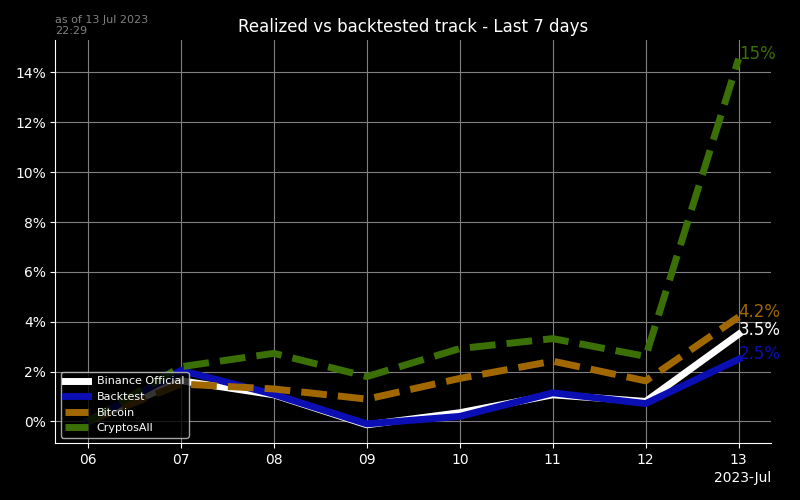 as of 13 Jul 2023
22:29
Realized vs backtested track - Last 7 days
15%
14%
12%
10%
8%
6%
4%
2%
0%
4.2%
3.5%
2.5%
Binance Official
Backtest
Bitcoin
CryptosAll
06 07 08 09 10 11 12 13
2023-Jul